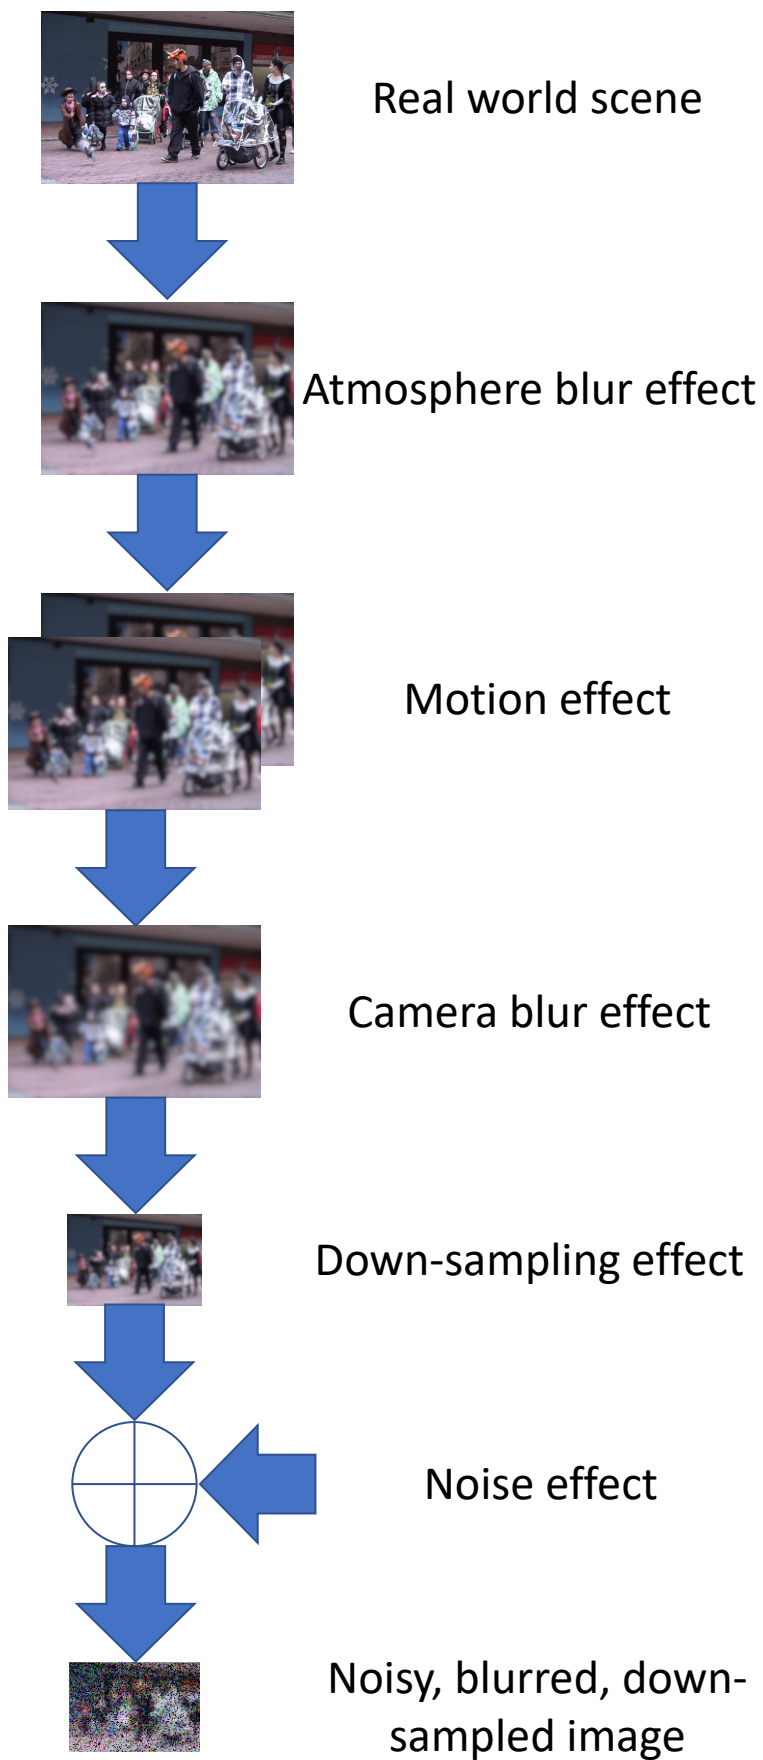 Real world scene
Atmosphere blur effect
Motion effect
Camera blur effect
Down-sampling effect
Noise effect
Noisy, blurred, down-
sampled image